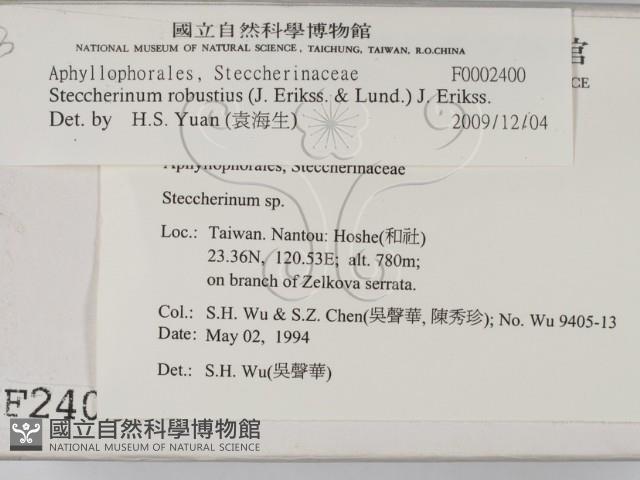 國立自然科學博物館
NATIONAL MUSEUM OF NATURAL SCIENCE, TAICHUNG, TAIWAN, R.O.CHINA
Aphyllophorales, Steccherinaceae F0002400
Steccherinum robustius (J. Erikss. & Lund.) J. Erikss.
Det. by H.S. Yuan (袁海生) 2009/12/04
Aphyllophorales, Steccherinaceae
Steccherinum sp.
Loc.: Taiwan. Nantou: Hoshe(和社)
23.36N, 120.53E; alt. 780m;
on branch of Zelkova serrata.
Col.: S.H. Wu & S.Z. Chen(吳聲華, 陳秀珍); No. Wu 9405-13
Date: May 02, 1994
Det.: S.H. Wu(吳聲華)
F240
國立自然科學博物館
NATIONAL MUSEUM OF NATURAL SCIENCE